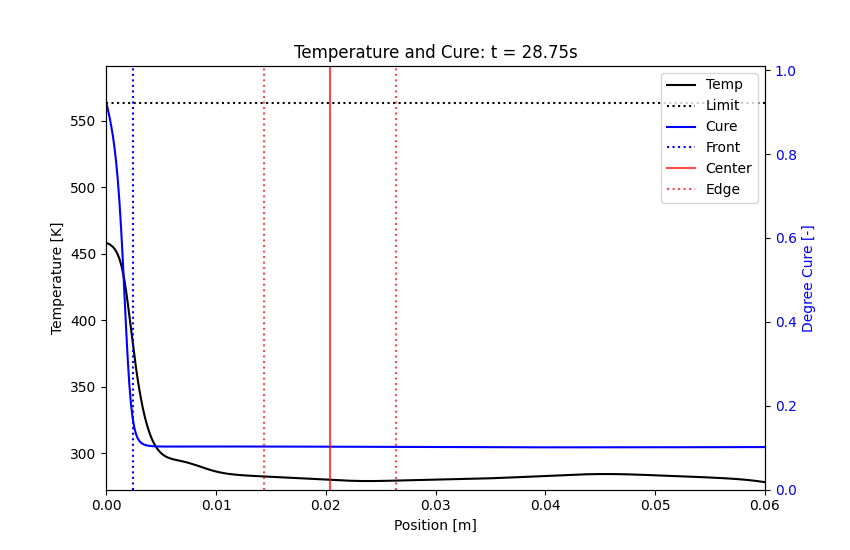 Temperature and Cure: t = 28.75s
Temp
Limit
Cure
Front
Center
Edge
550
500
450
400
350
300
Temperature [K]
1.0
0.8
0.6
0.4
0.2
0.0
Degree Cure [-]
0.00 0.01 0.02 0.03 0.04 0.05 0.06
Position [m]